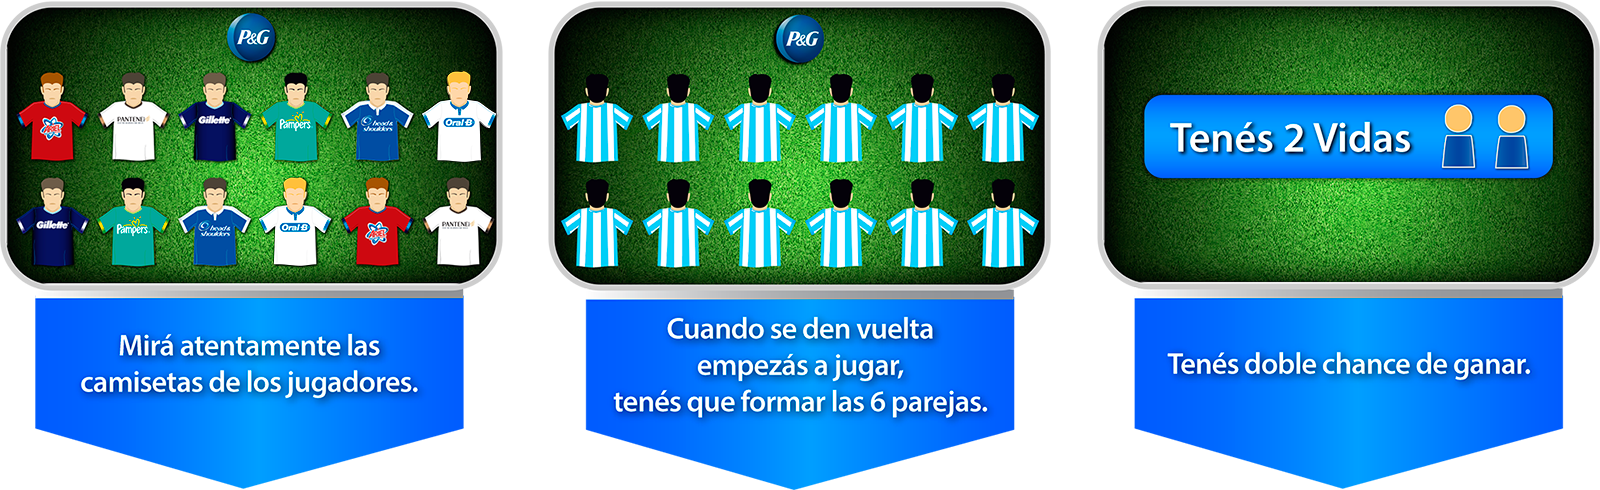 P&G
ARIEL
PANTENE
Gillette
Pampers
head&
shoulders
Oral-B
Gillette
Pampers
head&
shoulders
Oral-B
ARIEL
PANTENE
Mirá atentamente las
camisetas de los jugadores.
P&G
Cuando se den vuelta
empezás a jugar,
tenés que formar las 6 parejas.
Tenés 2 Vidas
Tenés doble chance de ganar.